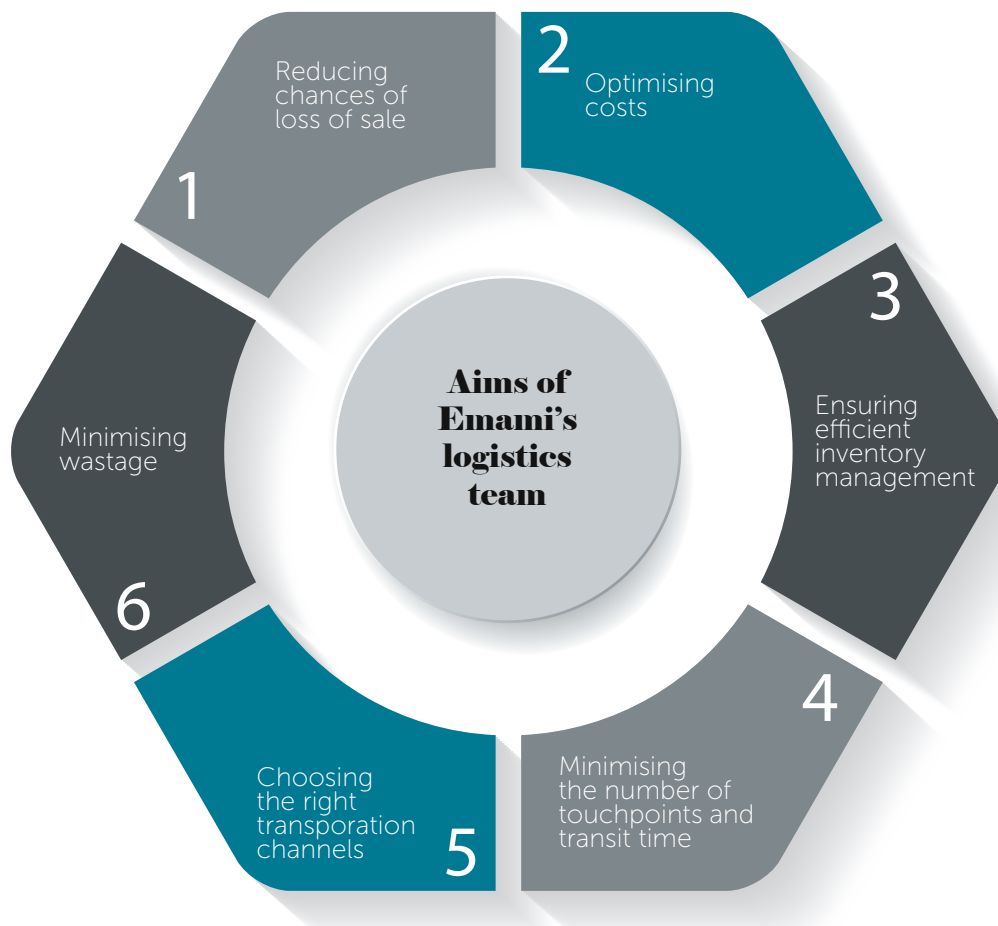 Aims of
Emami’s
logistics
team
1
Reducing
chances of
loss of sale
2
Optimising
costs
3
Ensuring
efficient
inventory
management
4
Minimising
the number of
touchpoints and
transit time
5
Choosing
the right
transporation
channels
6
Minimising
wastage